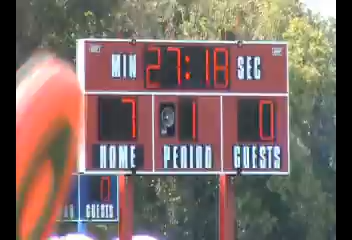 MIN 27:18 SEC
7 1 0
HOME PERIOD GUESTS
0
GUESTS